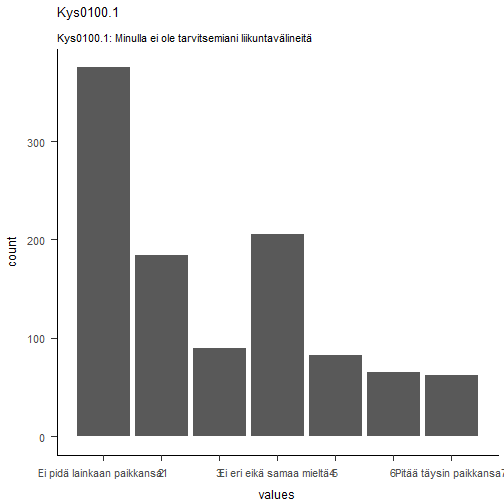 Kys0100.1
Kys0100.1: Minulla ei ole tarvitsemiani liikuntavälineitä
300
200
100
0
count
Ei pidä lainkaan paikkansa1 2 3 Ei eri eikä samaa mieltä4 5 6 Pitää täysin paikkansa7
values